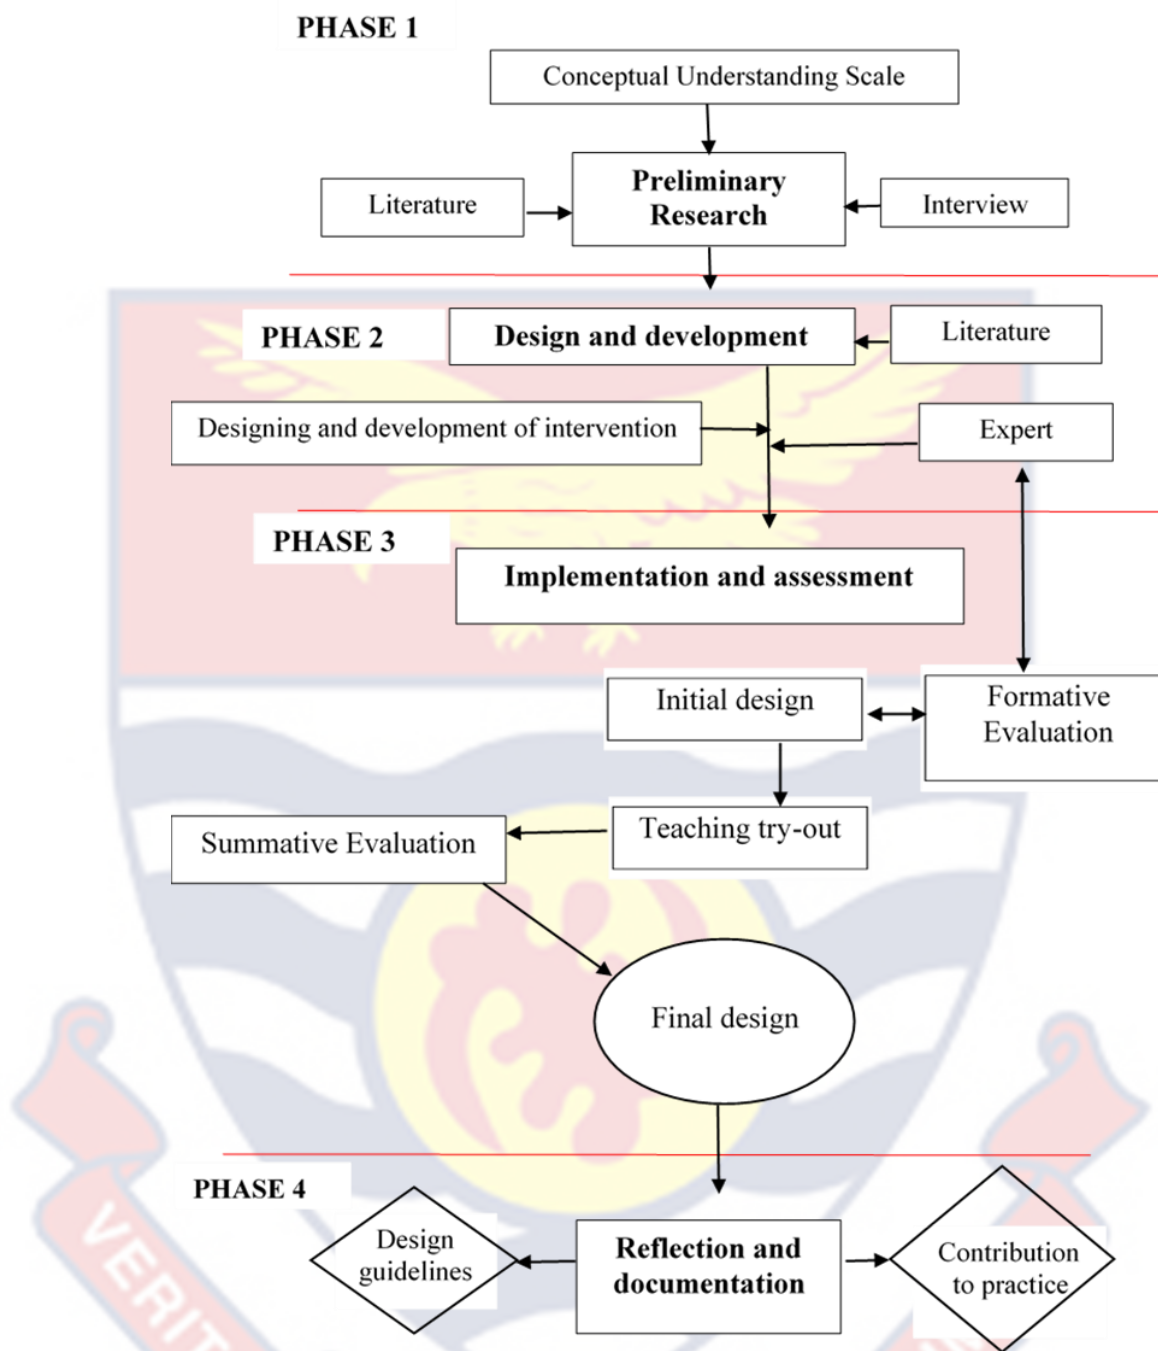 PHASE 1
Conceptual Understanding Scale
Preliminary
Research
Literature
Interview
PHASE 2
Design and development
Literature
Designing and development of intervention
Expert
PHASE 3
Implementation and assessment
Initial design
Formative
Evaluation
Teaching try-out
Summative Evaluation
Final design
PHASE 4
Design
guidelines
Reflection and
documentation
Contribution
to practice